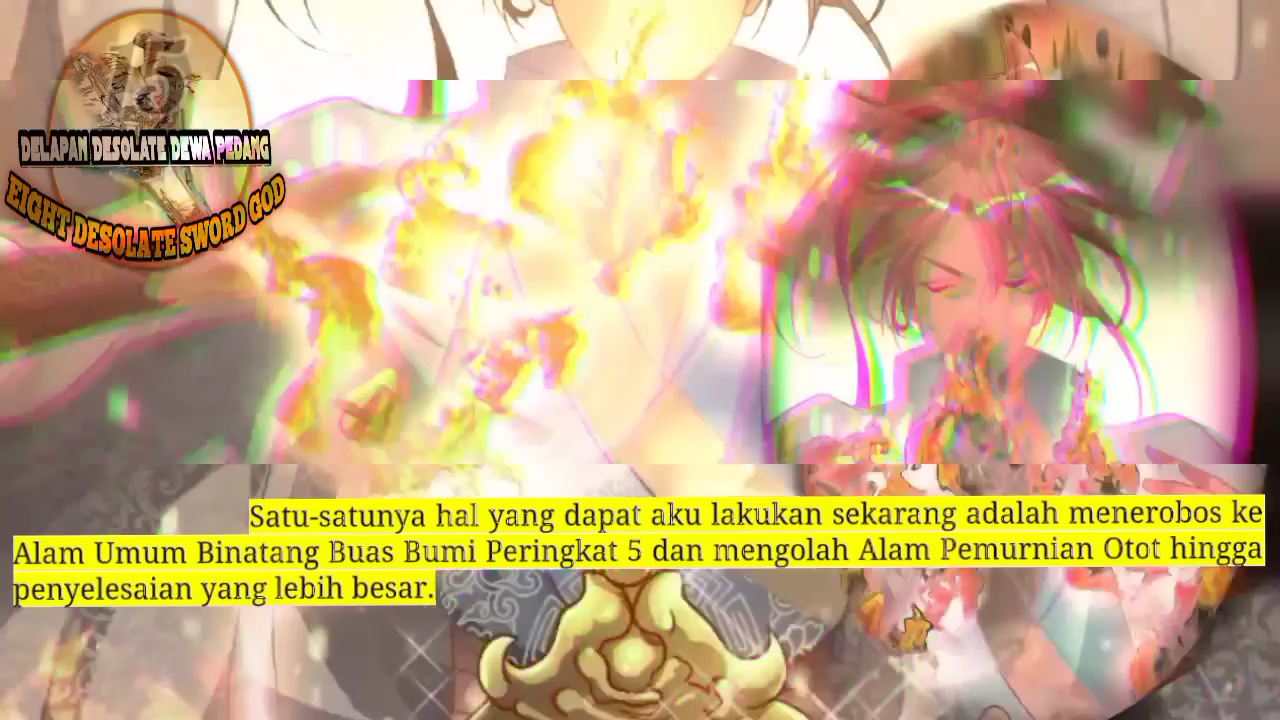 DELAPAN DESOLATE DEWA PEDANG
EIGHT DESOLATE SWORD GOD
Satu-satunya hal yang dapat aku lakukan sekarang adalah menerobos ke
Alam Umum Binatang Buas Bumi Peringkat 5 dan mengolah Alam Pemurnian Otot hingga
penyelesaian yang lebih besar.